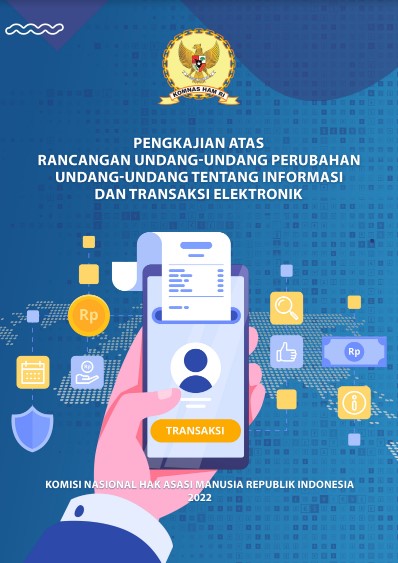 KOMNAS HAM RI
PENGKAJIAN ATAS
RANCANGAN UNDANG-UNDANG PERUBAHAN
UNDANG-UNDANG TENTANG INFORMASI
DAN TRANSAKSI ELEKTRONIK
Rp
Rp
Rp
TRANSAKSI
KOMISI NASIONAL HAK ASASI MANUSIA REPUBLIK INDONESIA
2022